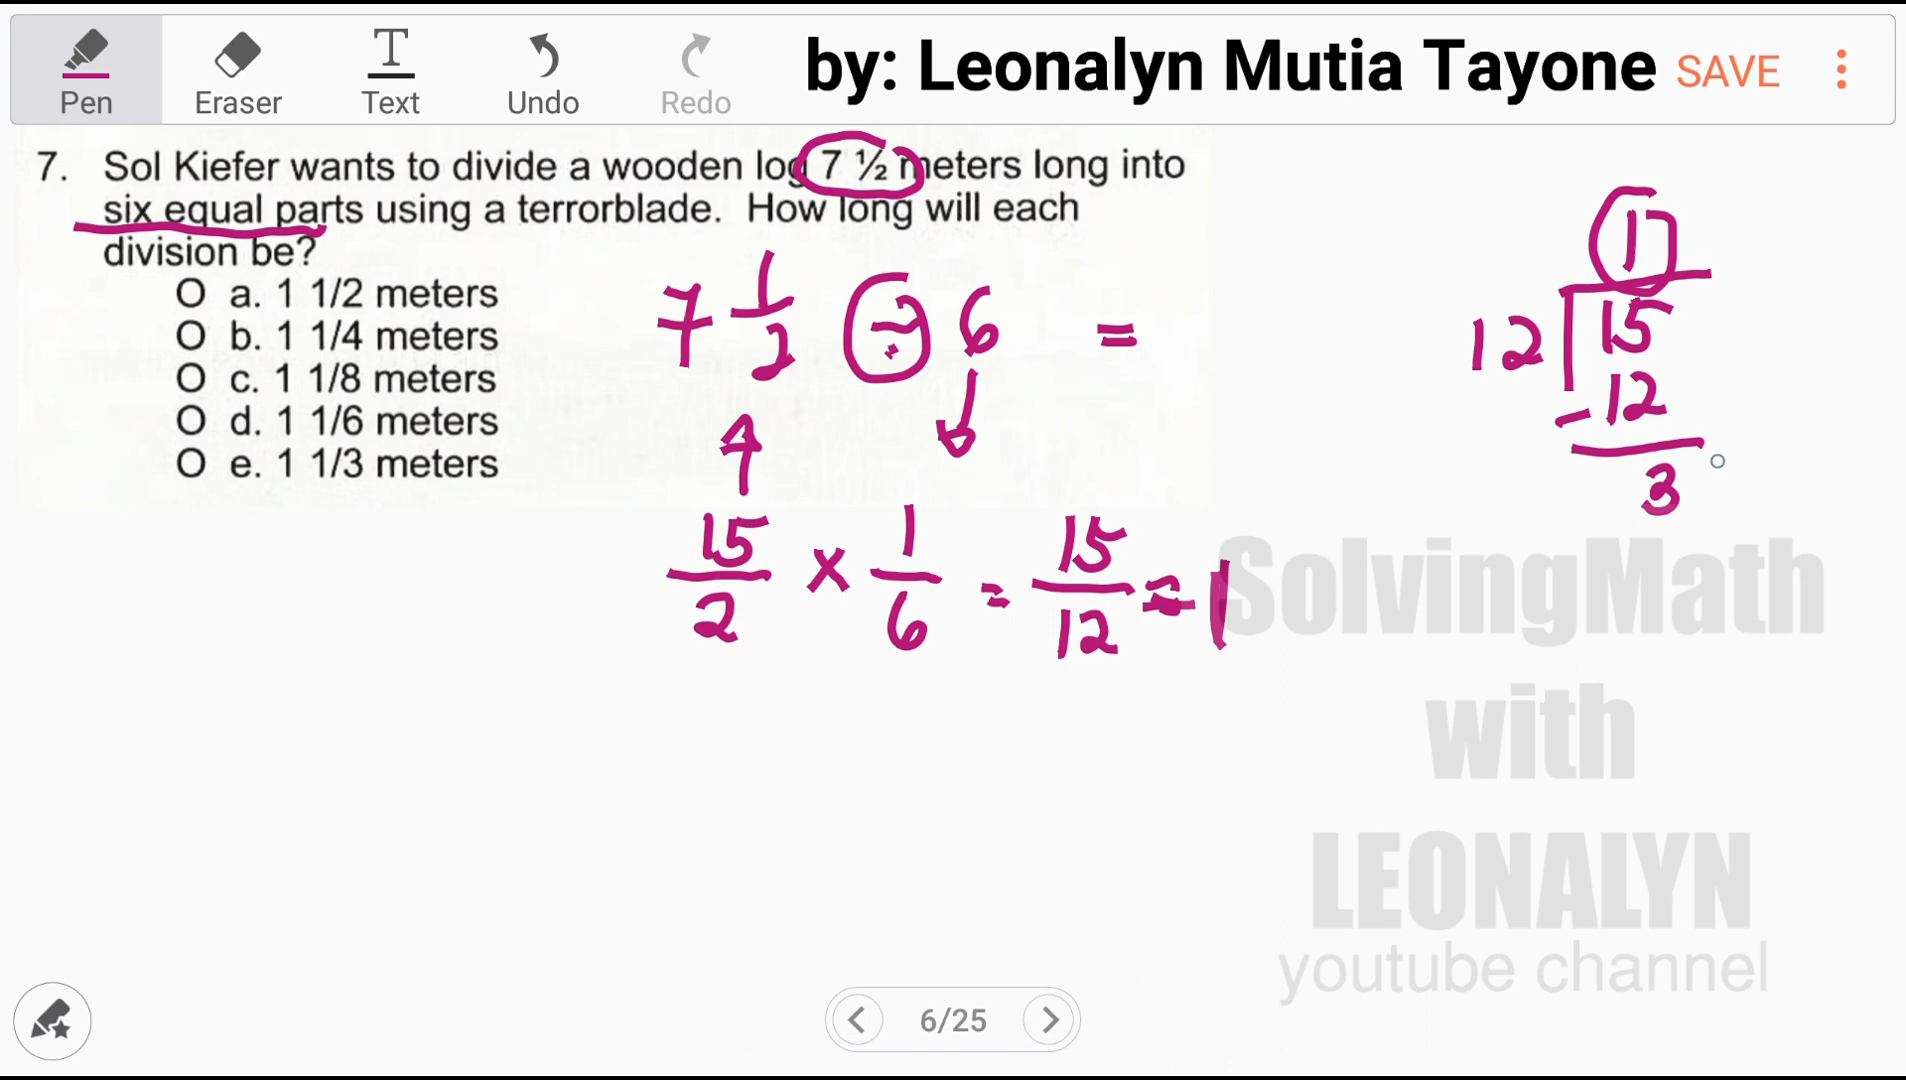 Pen
Eraser
Text
Undo
Redo
by: Leonalyn Mutia Tayone
SAVE
7. Sol Kiefer wants to divide a wooden log 7 ½ meters long into
six equal parts using a terrorblade. How long will each
division be?
O a. 1 1/2 meters
O b. 1 1/4 meters
O c. 1 1/8 meters
O d. 1 1/6 meters
O e. 1 1/3 meters
7 1/2 ÷ 6 =
15/2 x 1/6 = 15/12 = 1
1
12 15
- 12
3
SolvingMath
with
LEONALYN
youtube channel
6/25